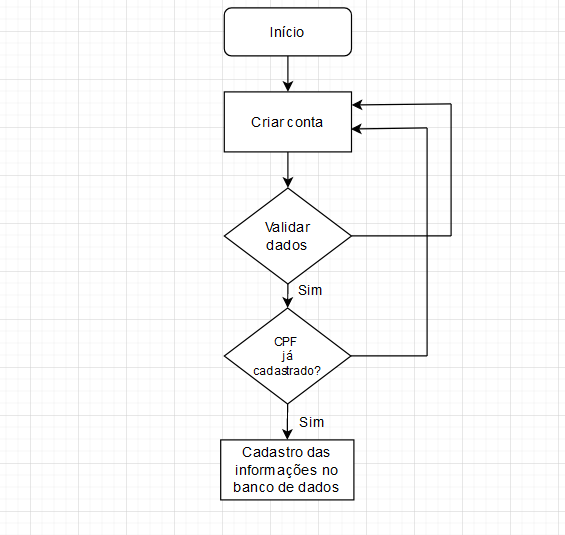 Início
Criar conta
Validar
dados
Sim
CPF
já
cadastrado?
Sim
Cadastro das
informações no
banco de dados